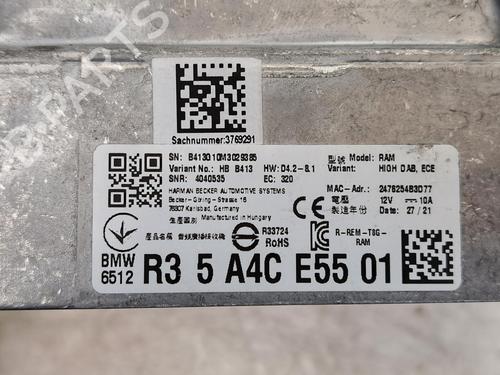 Sachnummer:3769291
SN: B413010M3029385
Variant No.: HB B413 HW: D4.2-8.1
SNR: 4040535 EC: 320
HARMAN BECKER AUTOMOTIVE SYSTEMS
Becker-Göring-Strasse 16
76307 Karlsbad, Germany
生產國別 Manufactured in Hungary
型號 Model: RAM
Variant: HIGH DAB, ECE
MAC-Adr.: 2478254B3D77
電壓 12V ⎓ 10A
製造年份 Date: 27 / 21
R33724
RoHS
R-REM-T8G-
RAM
BMW
6512
R3 5 A4C E55 01
PARTS